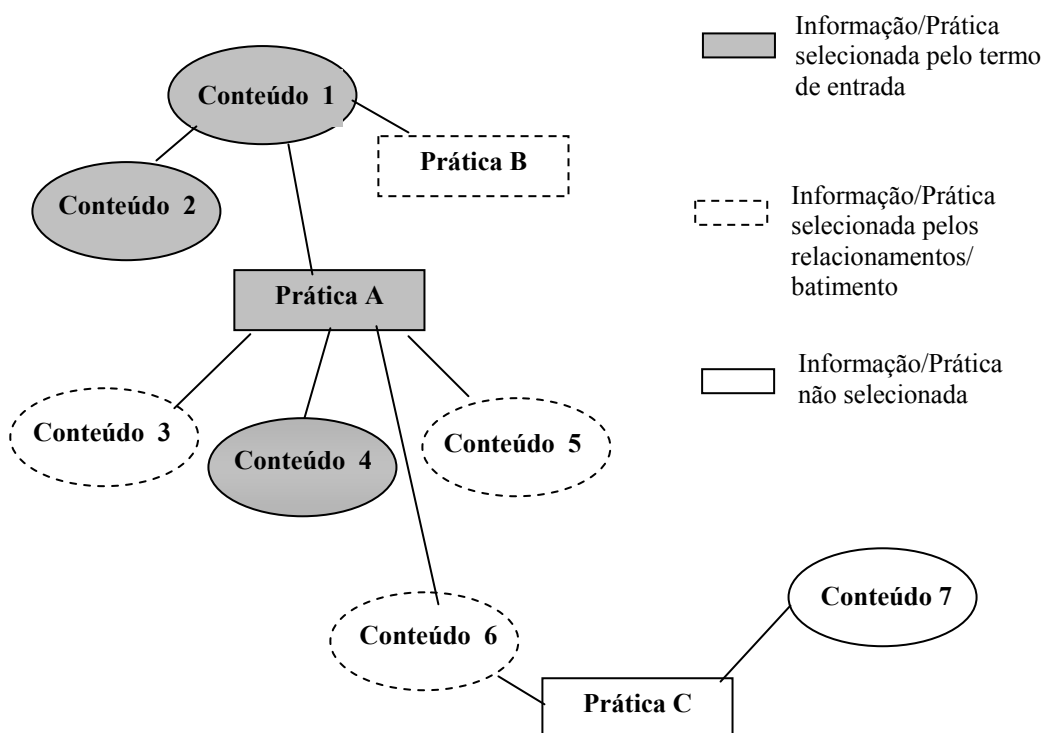 Conteúdo 1
Prática B
Conteúdo 2
Prática A
Conteúdo 3
Conteúdo 4
Conteúdo 5
Conteúdo 6
Conteúdo 7
Prática C
Informação/Prática
selecionada pelo termo
de entrada
Informação/Prática
selecionada pelos
relacionamentos/
batimento
Informação/Prática
não selecionada